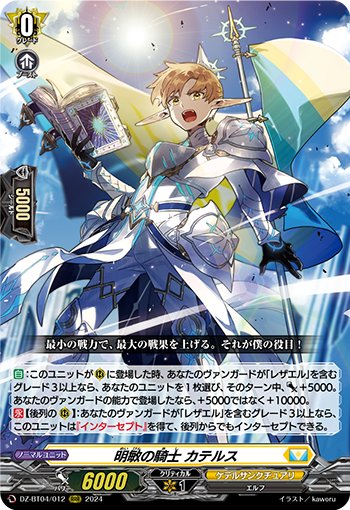 0
グレード
ブースト
5000
シールド
最小の戦力で、最大の戦果を上げる。それが僕の役目!
自:このユニットがRに登場した時、あなたのヴァンガードが「レザエル」を含む
グレード3以上なら、あなたのユニットを1枚選び、そのターン中、+5000。
あなたのヴァンガードの能力で登場したなら、+5000ではなく+10000。
永【後列のR】:あなたのヴァンガードが「レザエル」を含むグレード3以上なら、
このユニットは『インターセプト』を得て、後列からでもインターセプトできる。
ノーマルユニット
明敏の騎士 カテルス
パワー
6000
クリティカル
1
ケテルサンクチュアリ
エルフ
DZ-BT04/012 RRR 2024
イラスト/kaworu